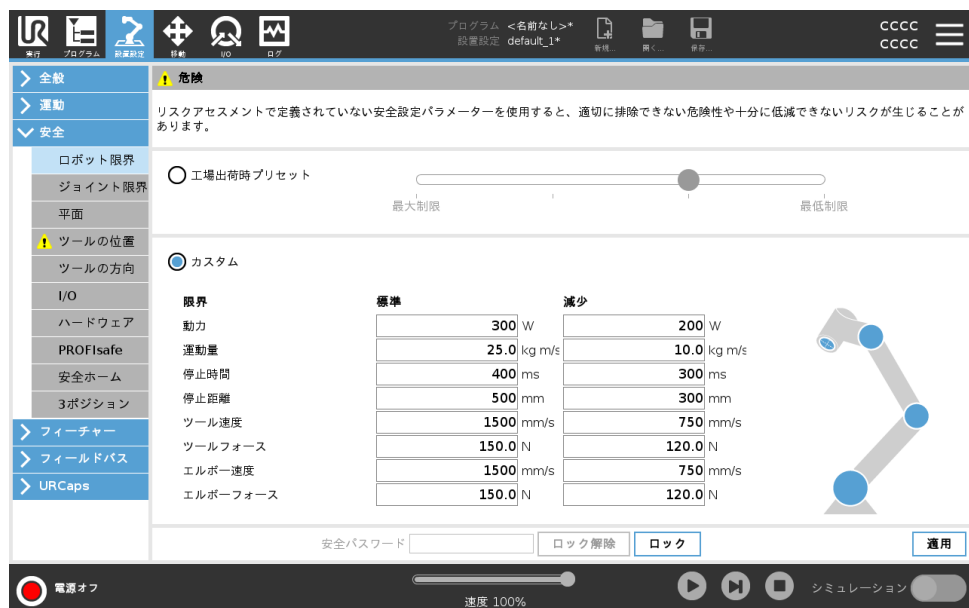 プログラム <名前なし>*
設置設定 default_1*
CCCC
CCCC
実行 プログラム 設置設定 移動 I/O ログ 新規... 開く... 保存...
全般
運動
安全
ロボット限界
ジョイント限界
平面
ツールの位置
ツールの方向
I/O
ハードウェア
PROFIsafe
安全ホーム
3ポジション
フィーチャー
フィールドバス
URCaps
危険
リスクアセスメントで定義されていない安全設定パラメーターを使用すると、適切に排除できない危険性や十分に低減できないリスクが生じることが
あります。
工場出荷時プリセット
最大制限 最低制限
カスタム
限界 標準 減少
動力 300 W 200 W
運動量 25.0 kg m/s 10.0 kg m/s
停止時間 400 ms 300 ms
停止距離 500 mm 300 mm
ツール速度 1500 mm/s 750 mm/s
ツールフォース 150.0 N 120.0 N
エルボー速度 1500 mm/s 750 mm/s
エルボーフォース 150.0 N 120.0 N
安全パスワード ロック解除 ロック 適用
電源オフ
速度 100%
シミュレーション